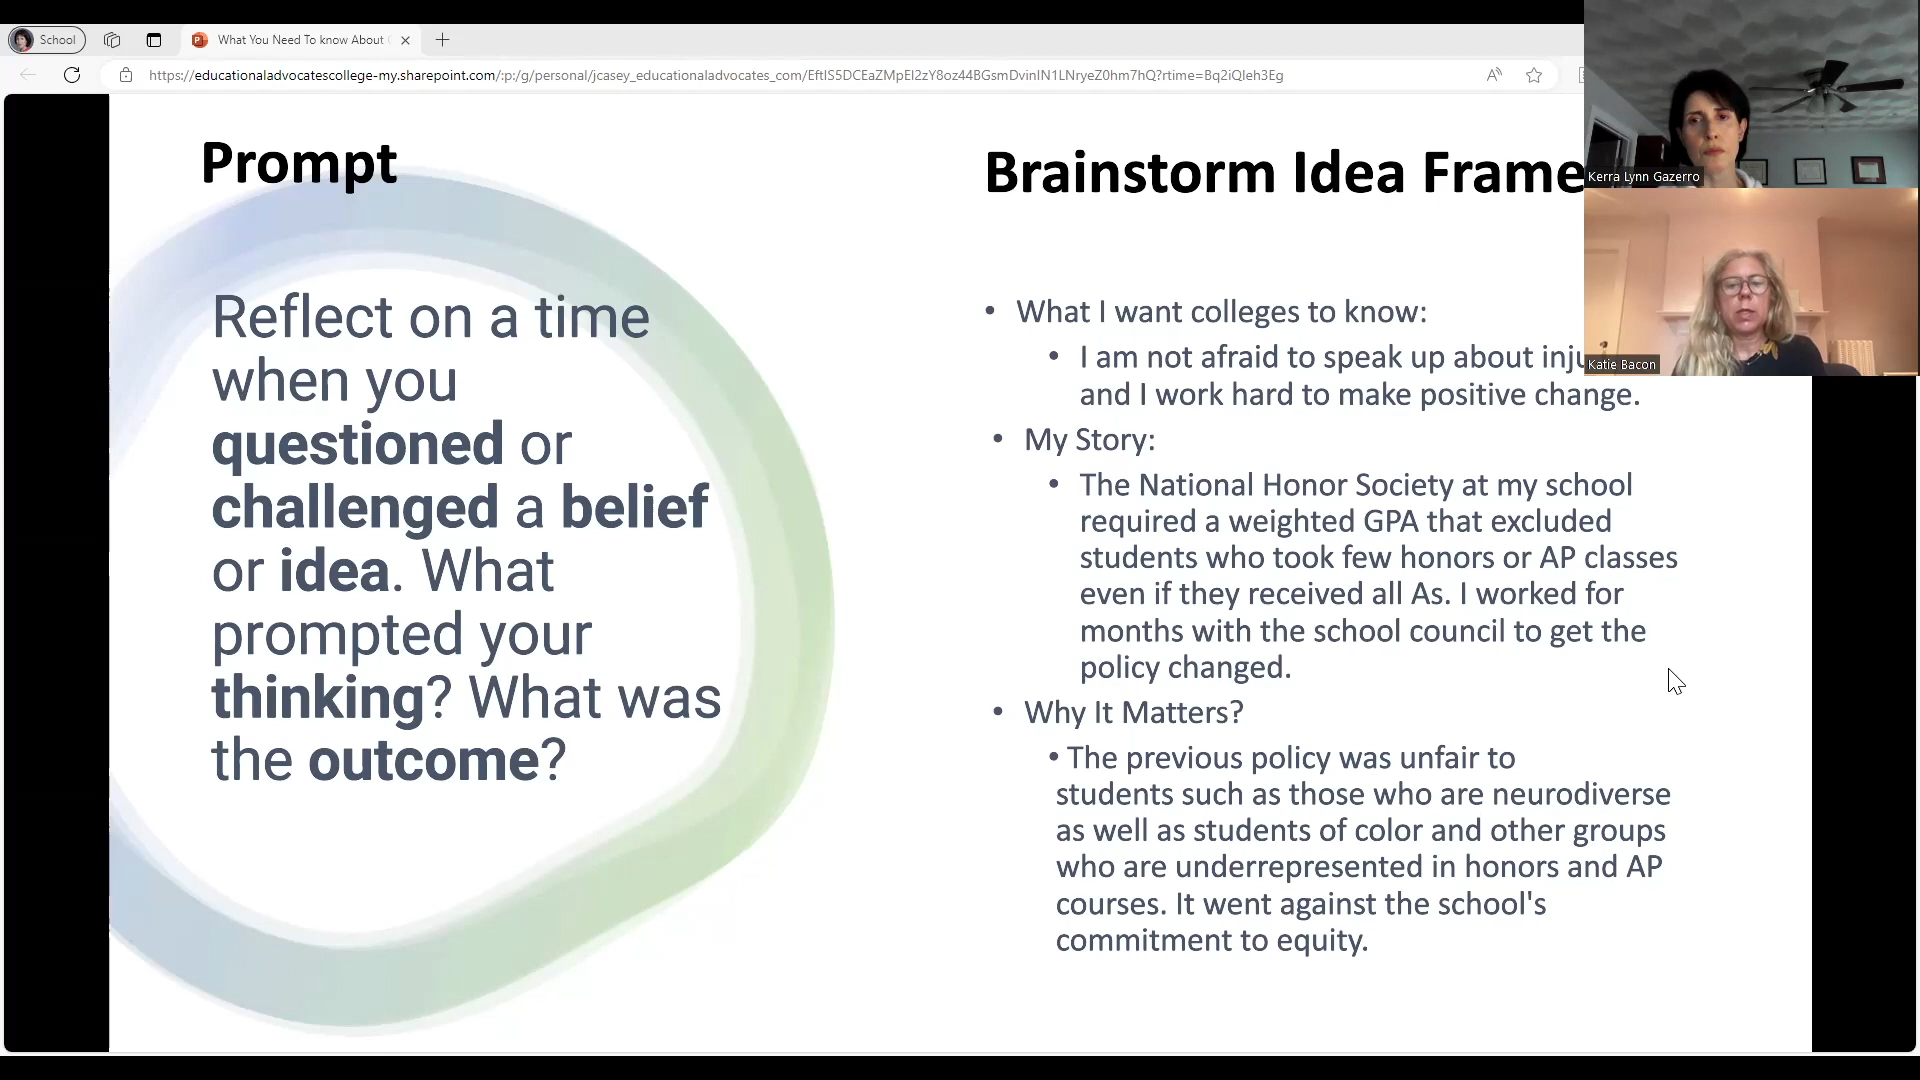 School
What You Need To know About
https://educationaladvocatescollege-my.sharepoint.com/:p:/g/personal/jcasey_educationaladvocates_com/EftIS5DCEaZMpEI2zY8oz44BGsmDvinIN1LNryeZ0hm7hQ?rtime=Bq2iQIeh3Eg
Prompt
Reflect on a time
when you
questioned or
challenged a belief
or idea. What
prompted your
thinking? What was
the outcome?
Brainstorm Idea Frame
• What I want colleges to know:
• I am not afraid to speak up about inju
and I work hard to make positive change.
• My Story:
• The National Honor Society at my school
required a weighted GPA that excluded
students who took few honors or AP classes
even if they received all As. I worked for
months with the school council to get the
policy changed.
• Why It Matters?
• The previous policy was unfair to
students such as those who are neurodiverse
as well as students of color and other groups
who are underrepresented in honors and AP
courses. It went against the school's
commitment to equity.
Kerra Lynn Gazerro
Katie Bacon